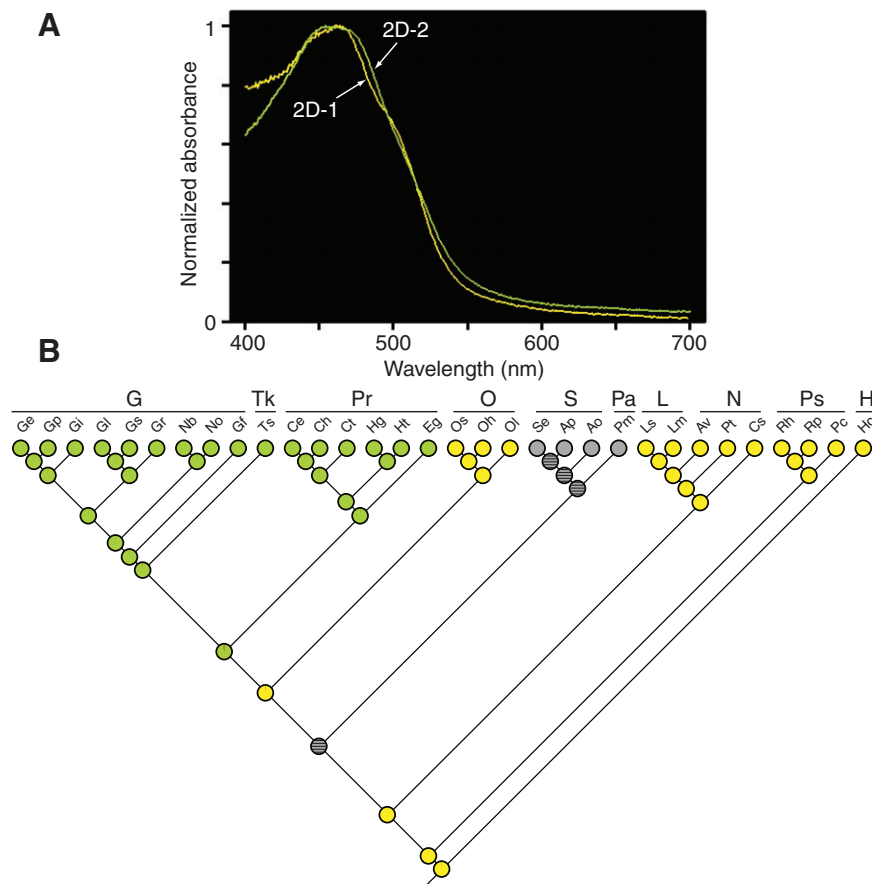 A
1
2D-2
2D-1
Normalized absorbance
0
400 500 600 700
Wavelength (nm)
B
G Tk Pr O S Pa L N Ps H
Ge Gp Gi Gl Gs Gr Nb No Gf Ts Ce Ch Ct Hg Ht Eg Os Oh Ol Se Ap Ao Pm Ls Lm Av Pt Cs Rh Rp Pc Ho